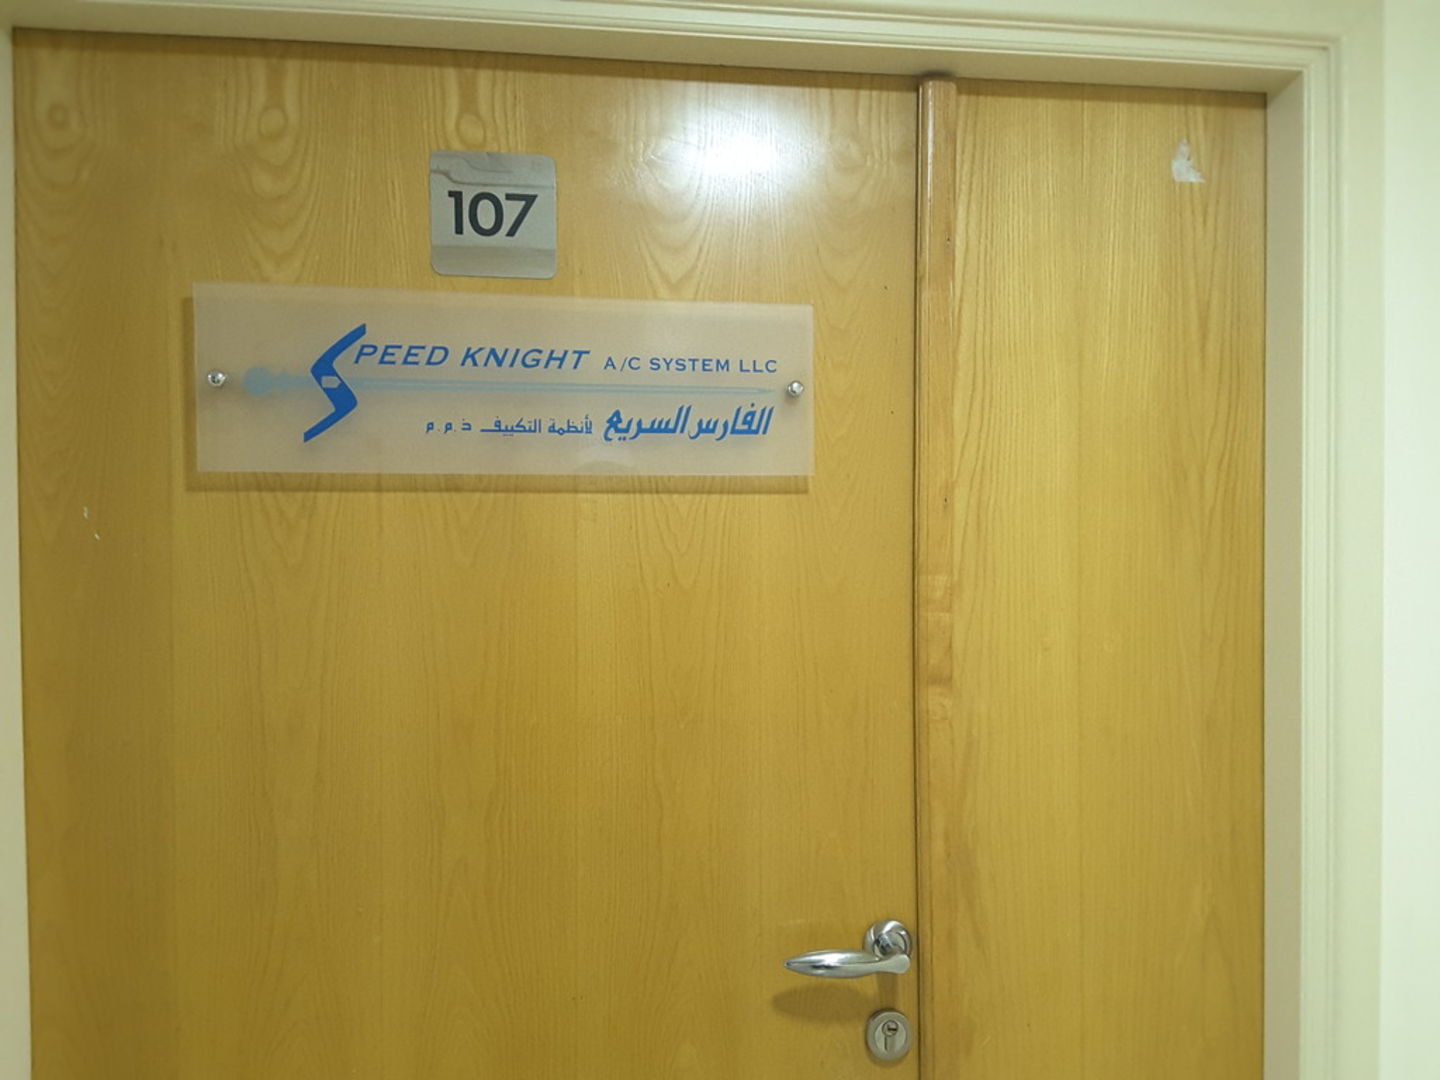 107
SPEED KNIGHT A/C SYSTEM LLC
الفارس السريع لأنظمة التكييف ذ.م.م